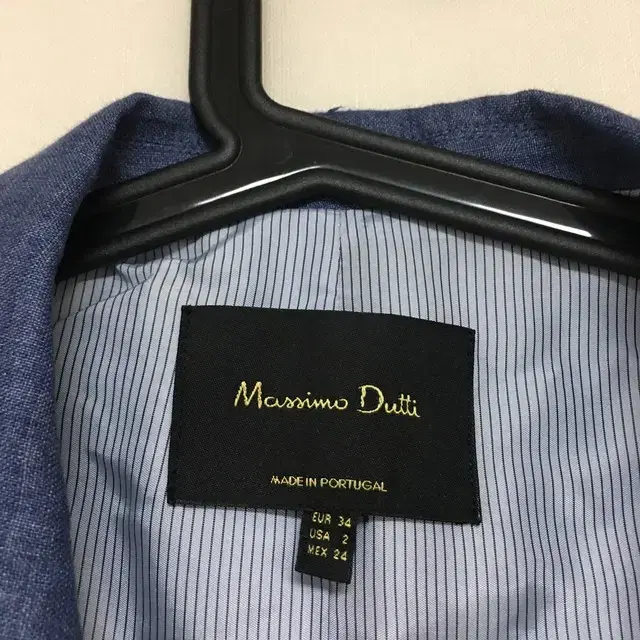 Massimo Dutti
MADE IN PORTUGAL
EUR 34
USA 2
MEX 24